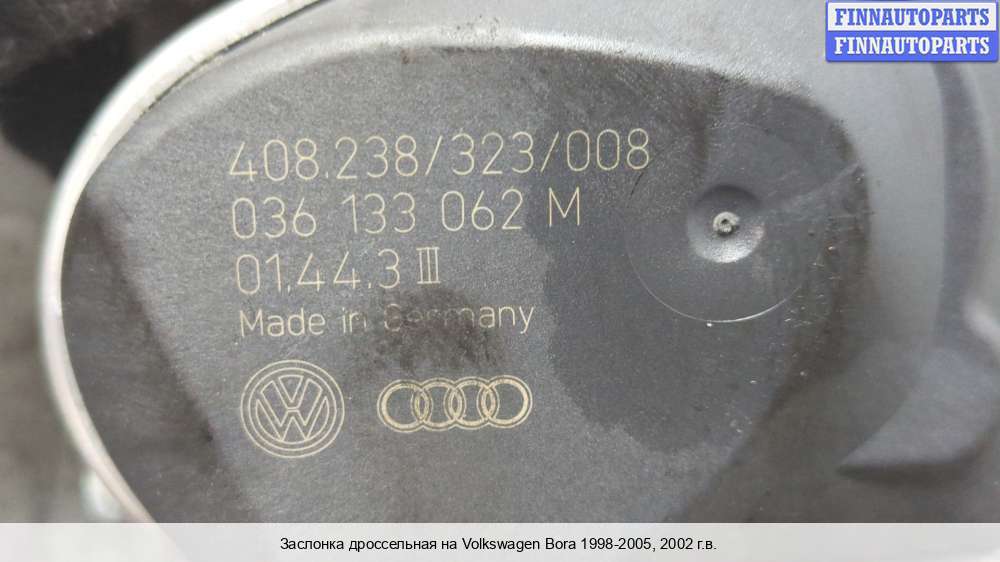 FINNAUTOPARTS
FINNAUTOPARTS
408.238/323/008
036 133 062 M
01.44.3 III
Made in Germany
VW
Заслонка дроссельная на Volkswagen Bora 1998-2005, 2002 г.в.